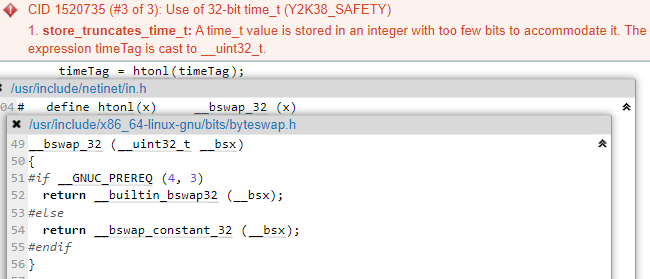 CID 1520735 (#3 of 3): Use of 32-bit time_t (Y2K38_SAFETY)
1. store_truncates_time_t: A time_t value is stored in an integer with too few bits to accommodate it. The
expression timeTag is cast to __uint32_t.
timeTag = htonl(timeTag);
/usr/include/netinet/in.h
04 # define htonl(x) __bswap_32 (x)
/usr/include/x86_64-linux-gnu/bits/byteswap.h
49 __bswap_32 (__uint32_t __bsx)
50 {
51 #if __GNUC_PREREQ (4, 3)
52 return __builtin_bswap32 (__bsx);
53 #else
54 return __bswap_constant_32 (__bsx);
55 #endif
56 }